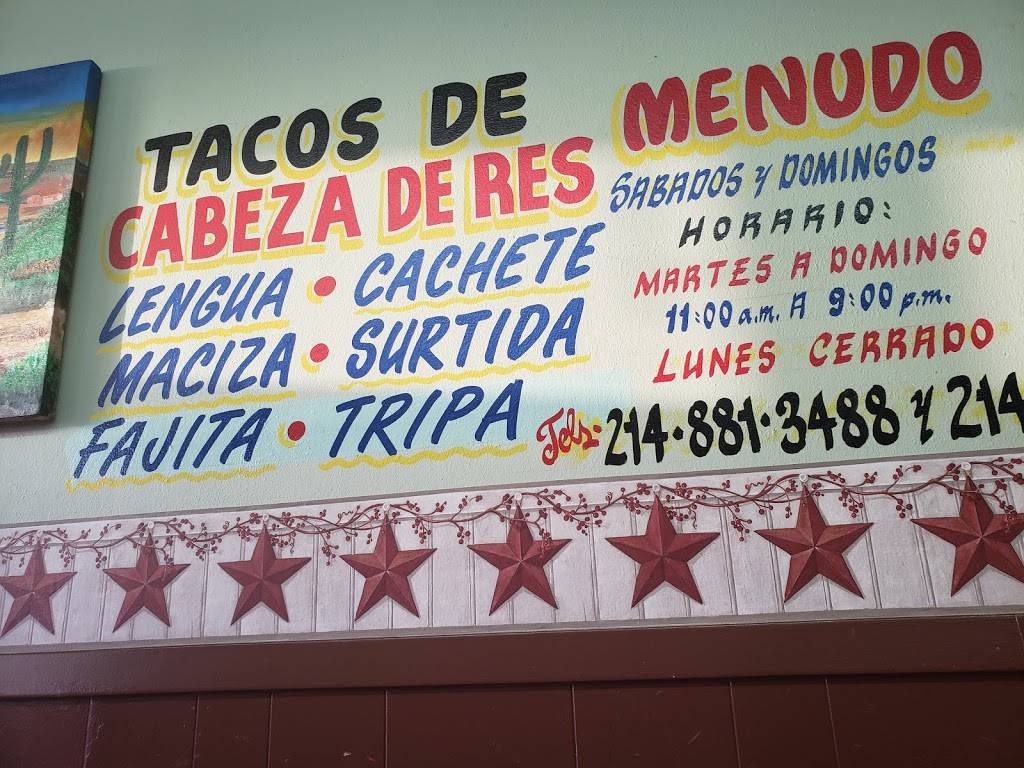 TACOS DE
CABEZA DE RES
LENGUA • CACHETE
MACIZA • SURTIDA
FAJITA • TRIPA
MENUDO
SABADOS Y DOMINGOS
HORARIO:
MARTES A DOMINGO
11:00 a.m. A 9:00 p.m.
LUNES CERRADO
Tels. 214·881·3488 Y 214